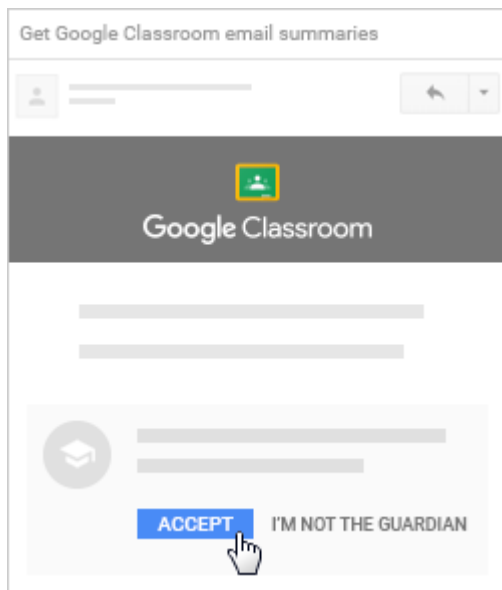 Get Google Classroom email summaries
Google Classroom
ACCEPT I'M NOT THE GUARDIAN